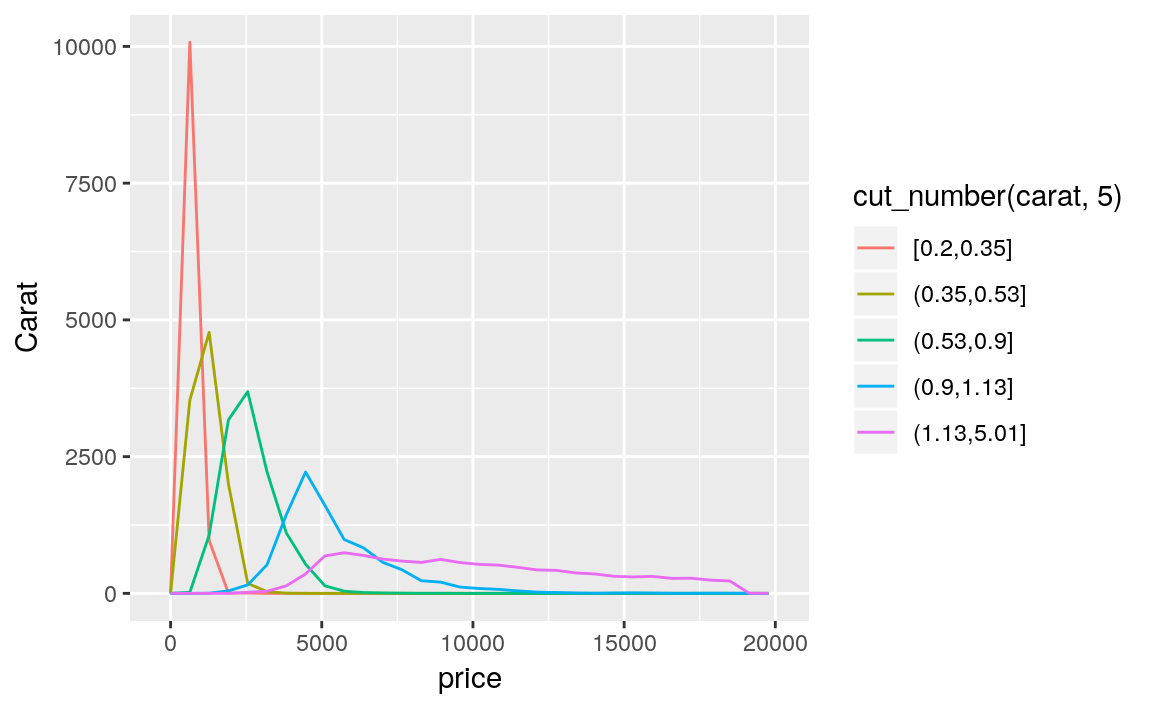 10000
7500
5000
2500
0
Carat
0 5000 10000 15000 20000
price
cut_number(carat, 5)
[0.2,0.35]
(0.35,0.53]
(0.53,0.9]
(0.9,1.13]
(1.13,5.01]